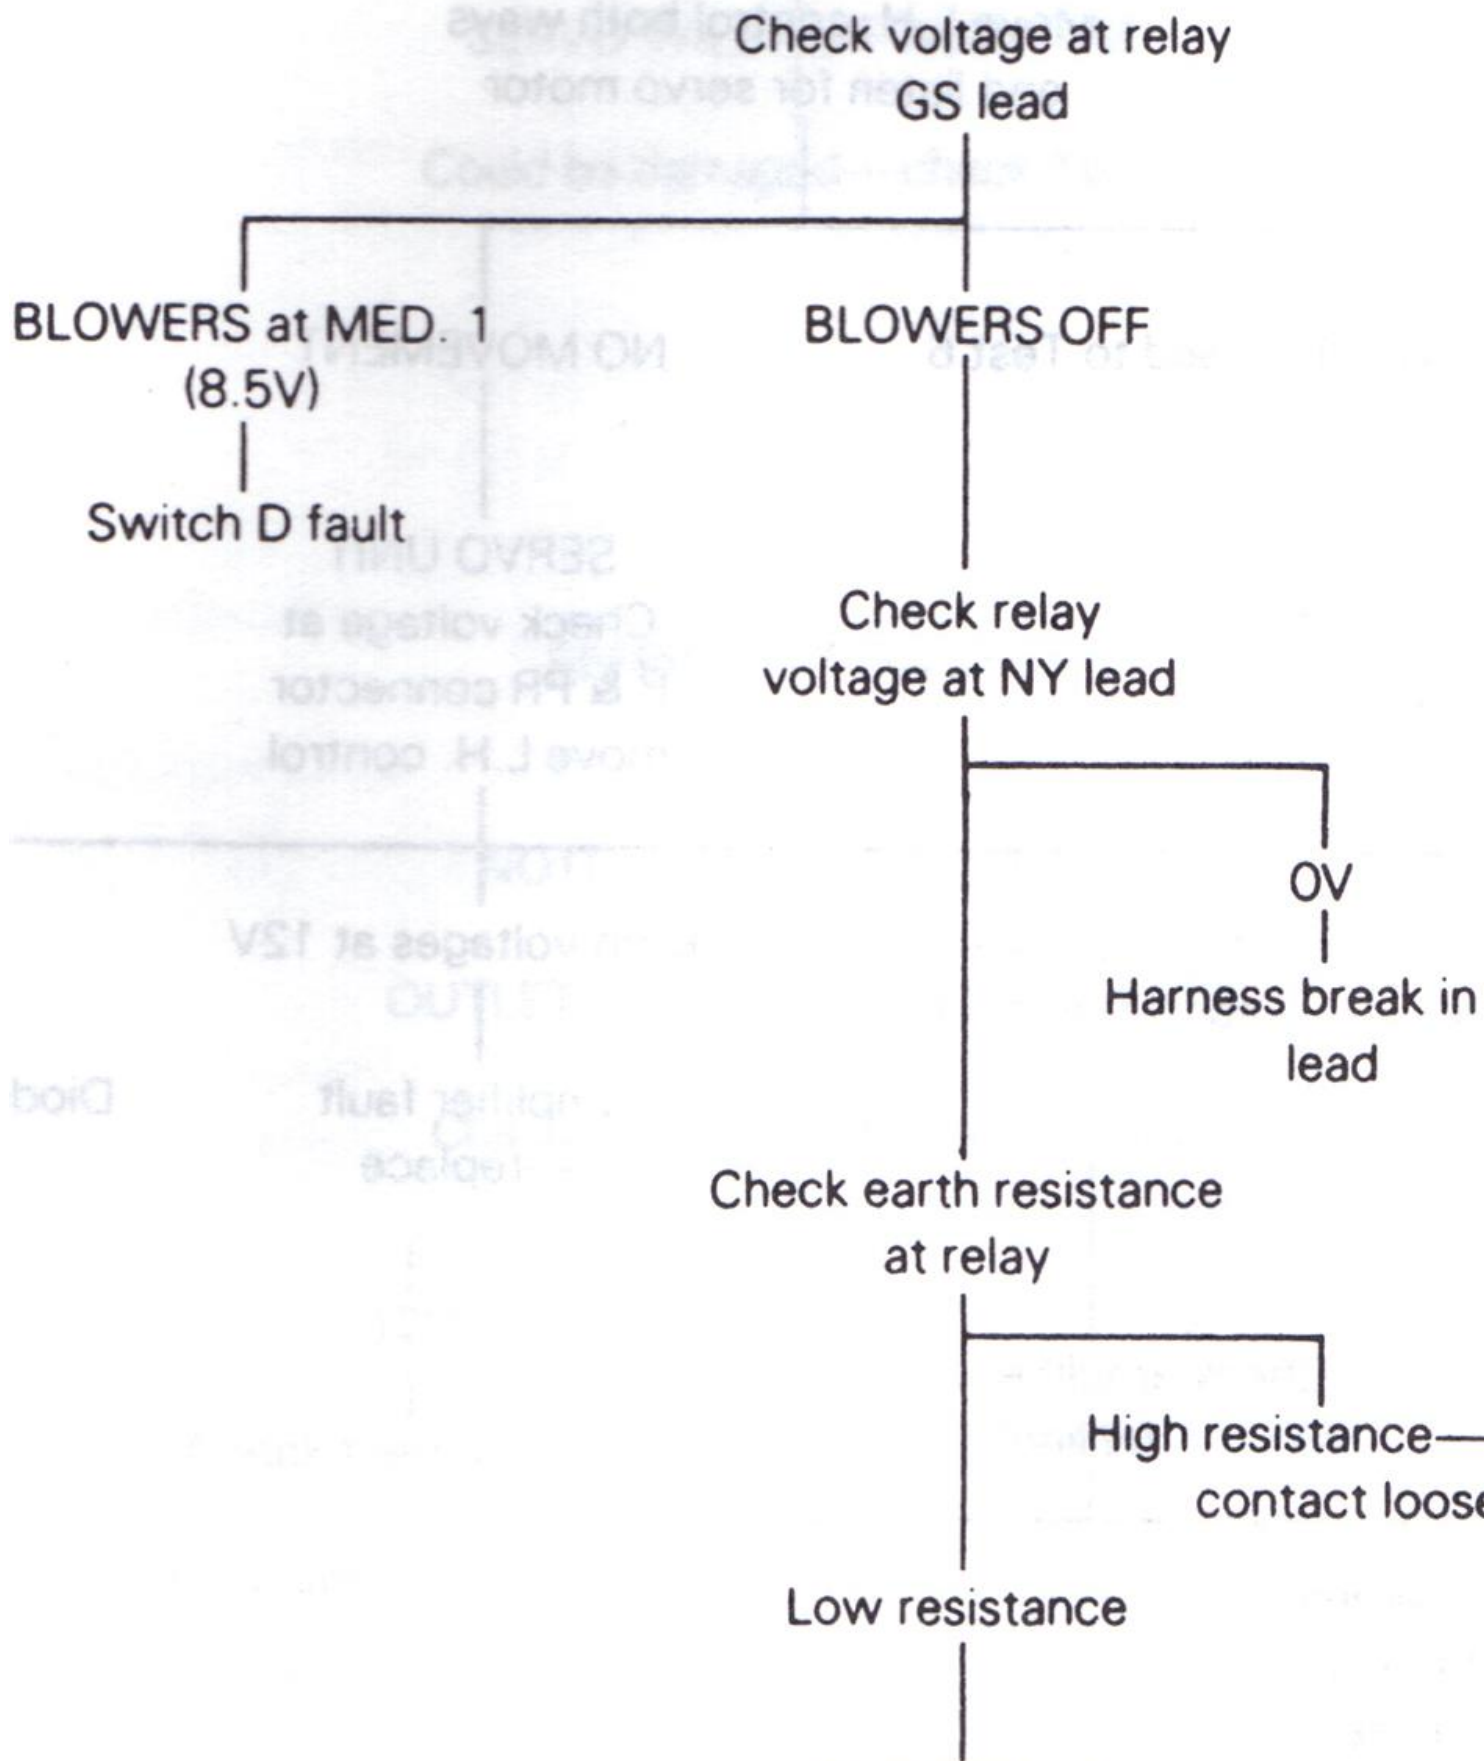 Check voltage at relay
GS lead
BLOWERS at MED. 1
(8.5V)
Switch D fault
BLOWERS OFF
Check relay
voltage at NY lead
0V
Harness break in
lead
Check earth resistance
at relay
High resistance—
contact loose
Low resistance